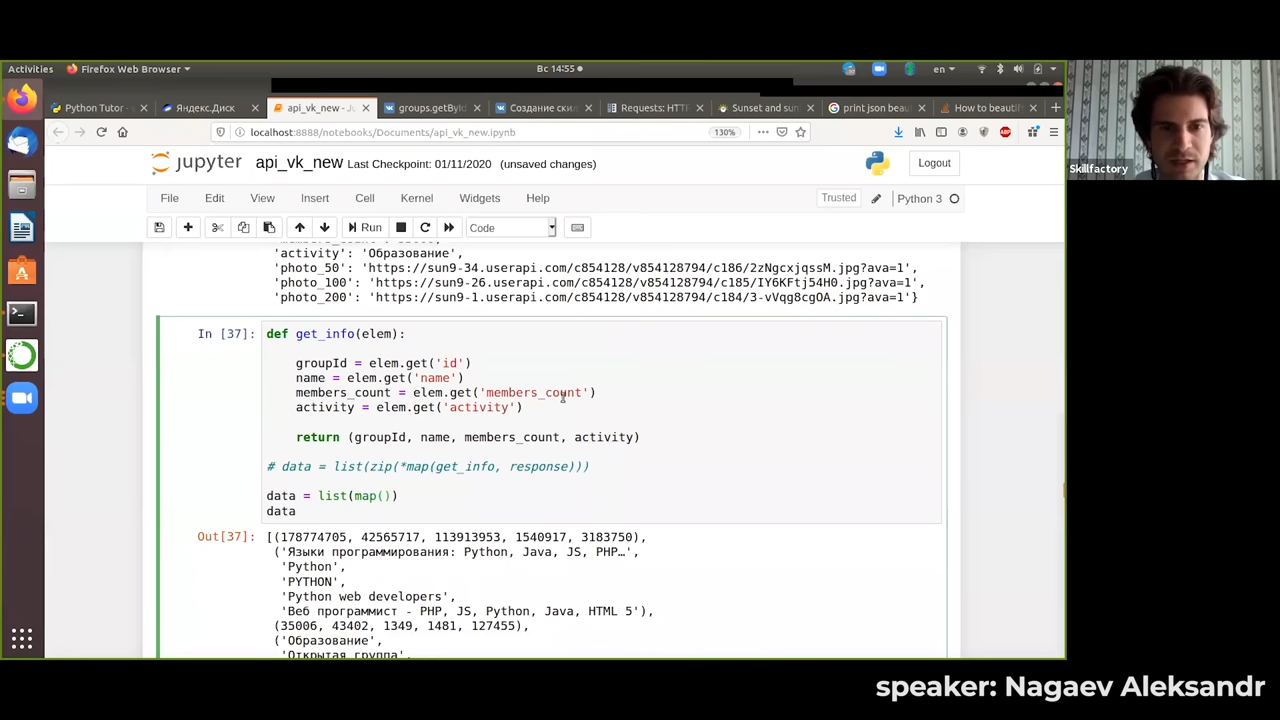 Activities Firefox Web Browser Вс 14:55 en
Python Tutor - Яндекс.Диск api_vk_new - groups.getById Создание ски Requests: HTT Sunset and sun print json beau How to beautif
localhost:8888/notebooks/Documents/api_vk_new.ipynb 130%
jupyter api_vk_new Last Checkpoint: 01/11/2020 (unsaved changes) Logout
File Edit View Insert Cell Kernel Widgets Help Trusted Python 3
Run Code
'activity': 'Образование',
'photo_50': 'https://sun9-34.userapi.com/c854128/v854128794/c186/2zNgcxjqssM.jpg?ava=1',
'photo_100': 'https://sun9-26.userapi.com/c854128/v854128794/c185/IY6KFtj54H0.jpg?ava=1',
'photo_200': 'https://sun9-1.userapi.com/c854128/v854128794/c184/3-vVqg8cgOA.jpg?ava=1'}
In [37]: def get_info(elem):
groupId = elem.get('id')
name = elem.get('name')
members_count = elem.get('members_count')
activity = elem.get('activity')
return (groupId, name, members_count, activity)
# data = list(zip(*map(get_info, response)))
data = list(map())
data
Out[37]: [(178774705, 42565717, 113913953, 1540917, 3183750),
('Языки программирования: Python, Java, JS, PHP…',
'Python',
'PYTHON',
'Python web developers',
'Веб программист - PHP, JS, Python, Java, HTML 5'),
(35006, 43402, 1349, 1481, 127455),
('Образование',
'Открытая группа',
Skillfactory
speaker: Nagaev Aleksandr